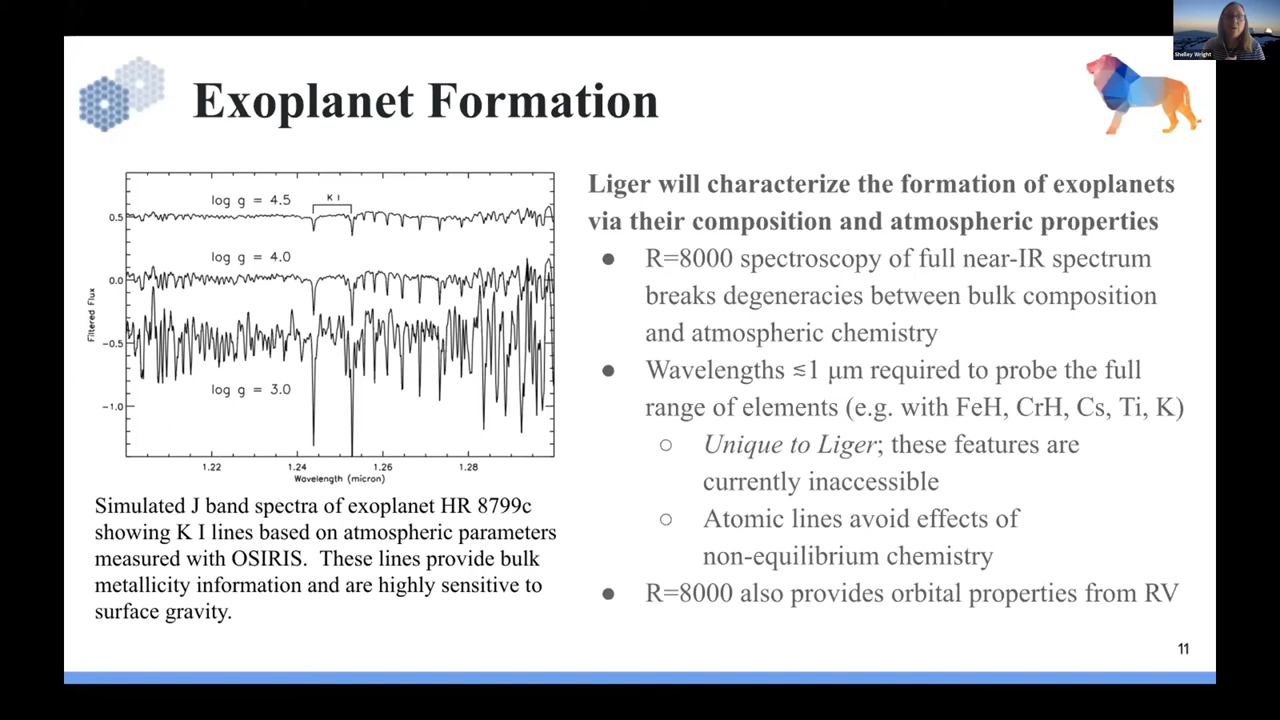 Shelley Wright
Exoplanet Formation
log g = 4.5
K I
0.5
log g = 4.0
0.0
Filtered Flux
−0.5
log g = 3.0
−1.0
1.22
1.24
1.26
1.28
Wavelength (micron)
Simulated J band spectra of exoplanet HR 8799c
showing K I lines based on atmospheric parameters
measured with OSIRIS. These lines provide bulk
metallicity information and are highly sensitive to
surface gravity.
Liger will characterize the formation of exoplanets
via their composition and atmospheric properties
● R=8000 spectroscopy of full near-IR spectrum
breaks degeneracies between bulk composition
and atmospheric chemistry
● Wavelengths ≲1 μm required to probe the full
range of elements (e.g. with FeH, CrH, Cs, Ti, K)
○ Unique to Liger; these features are
currently inaccessible
○ Atomic lines avoid effects of
non-equilibrium chemistry
● R=8000 also provides orbital properties from RV
11